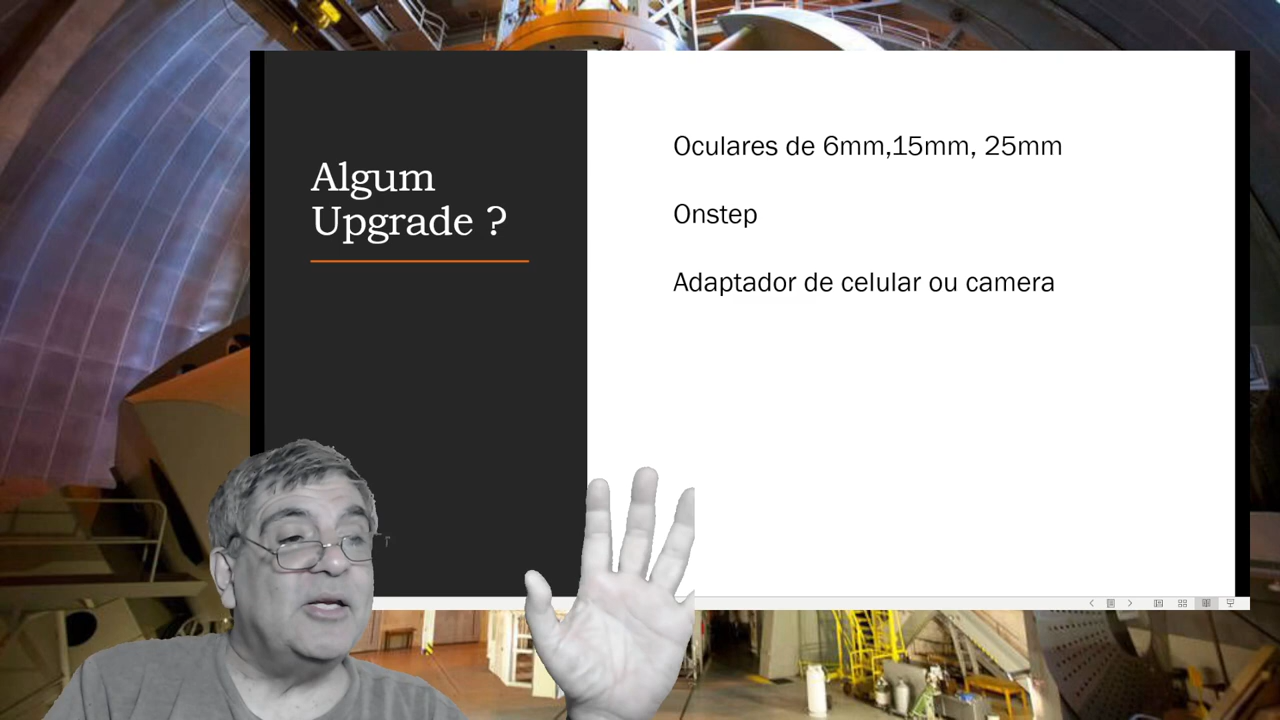 Algum
Upgrade ?
Oculares de 6mm,15mm, 25mm
Onstep
Adaptador de celular ou camera